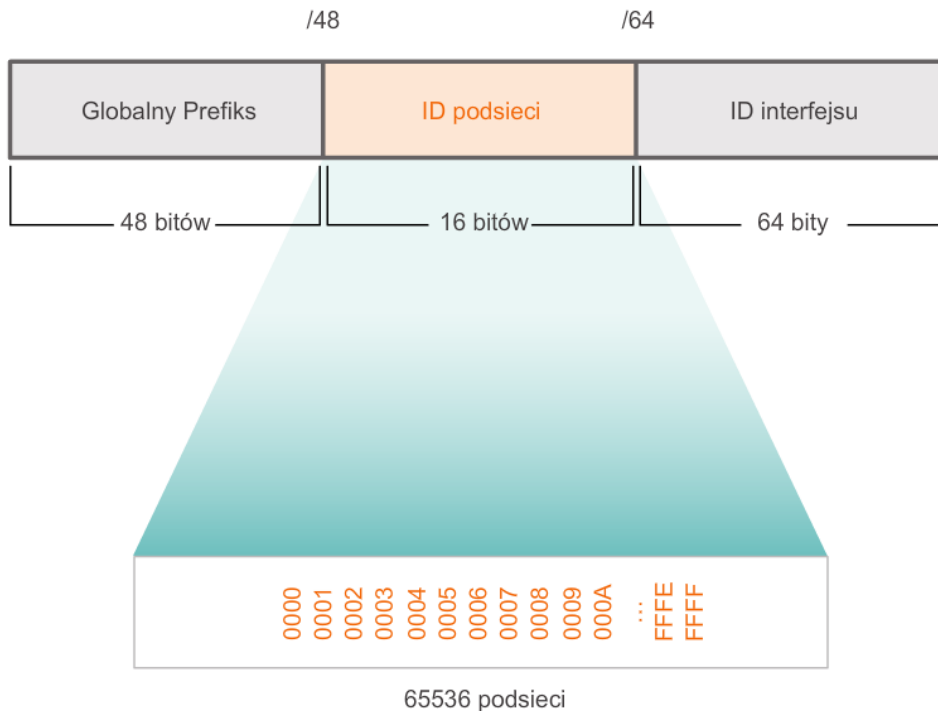 /48 /64
Globalny Prefiks ID podsieci ID interfejsu
48 bitów 16 bitów 64 bity
0000
0001
0002
0003
0004
0005
0006
0007
0008
0009
000A
...
FFFE
FFFF
65536 podsieci